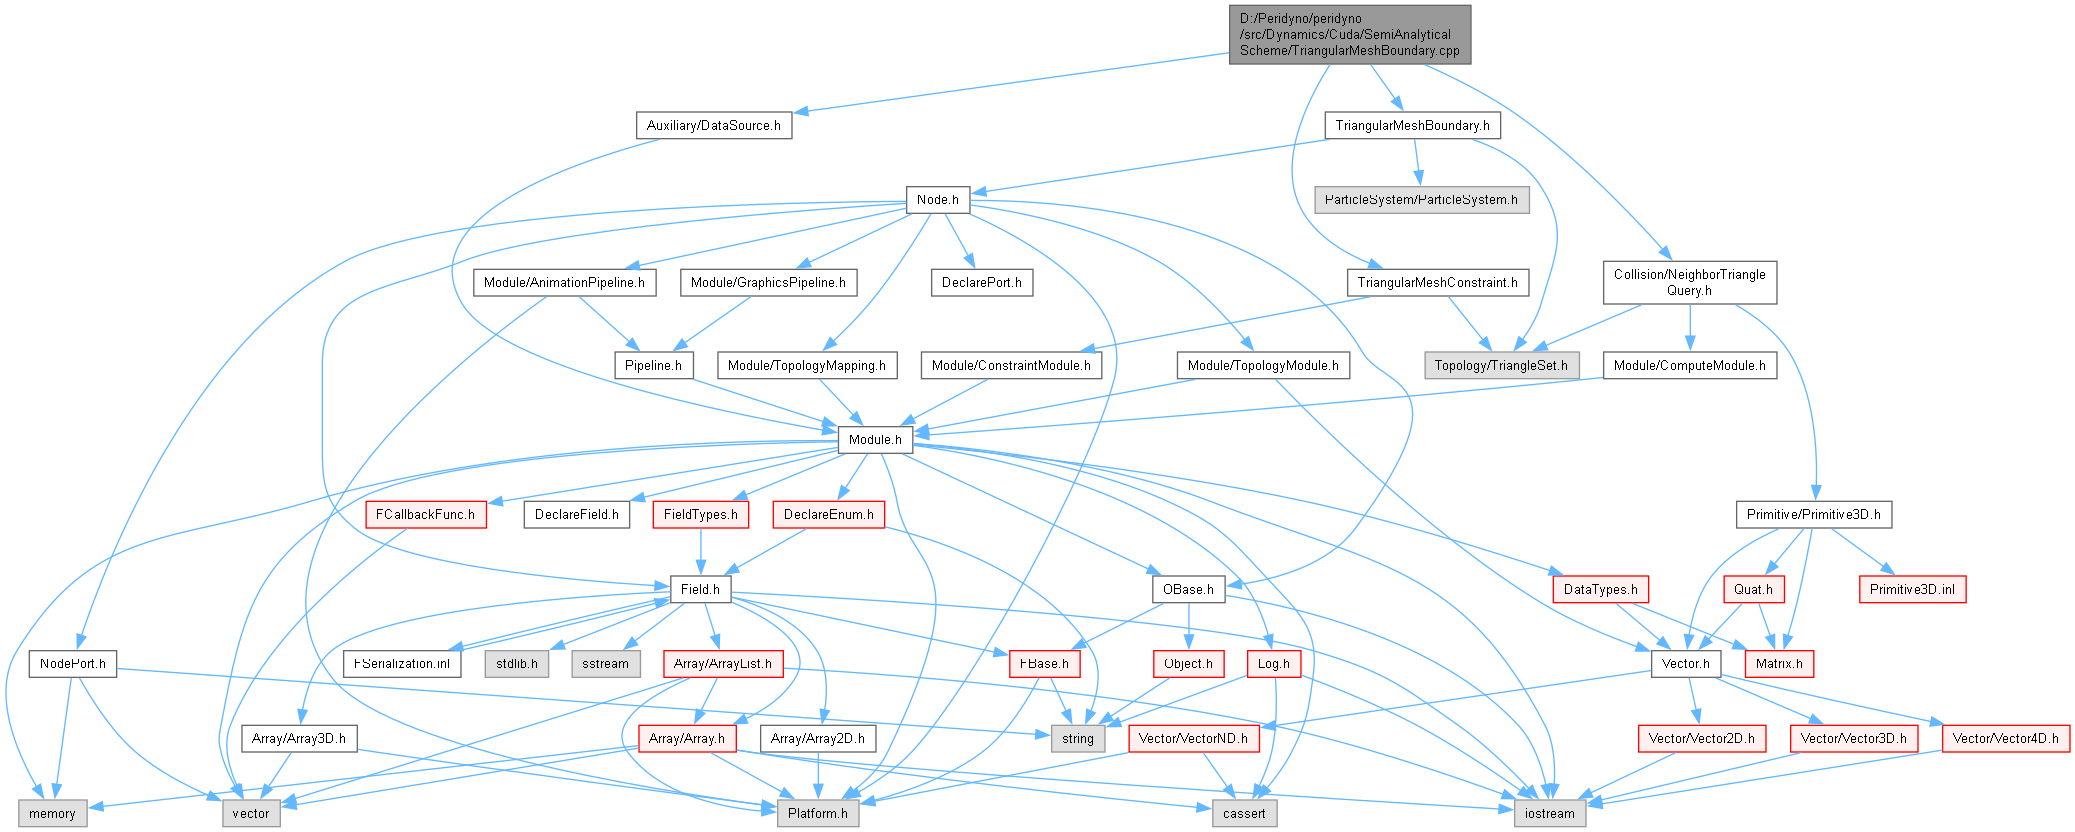 D:/Peridyno/peridyno
/src/Dynamics/Cuda/SemiAnalytical
Scheme/TriangularMeshBoundary.cpp
Auxiliary/DataSource.h
TriangularMeshBoundary.h
Node.h
ParticleSystem/ParticleSystem.h
Module/AnimationPipeline.h
Module/GraphicsPipeline.h
DeclarePort.h
TriangularMeshConstraint.h
Collision/NeighborTriangle
Query.h
Pipeline.h
Module/TopologyMapping.h
Module/ConstraintModule.h
Module/TopologyModule.h
Topology/TriangleSet.h
Module/ComputeModule.h
Module.h
FCallbackFunc.h
DeclareField.h
FieldTypes.h
DeclareEnum.h
Primitive/Primitive3D.h
Field.h
OBase.h
DataTypes.h
Quat.h
Primitive3D.inl
NodePort.h
FSerialization.inl
stdlib.h
sstream
Array/ArrayList.h
FBase.h
Object.h
Log.h
Vector.h
Matrix.h
Array/Array3D.h
Array/Array.h
Array/Array2D.h
string
Vector/VectorND.h
Vector/Vector2D.h
Vector/Vector3D.h
Vector/Vector4D.h
memory
vector
Platform.h
cassert
iostream